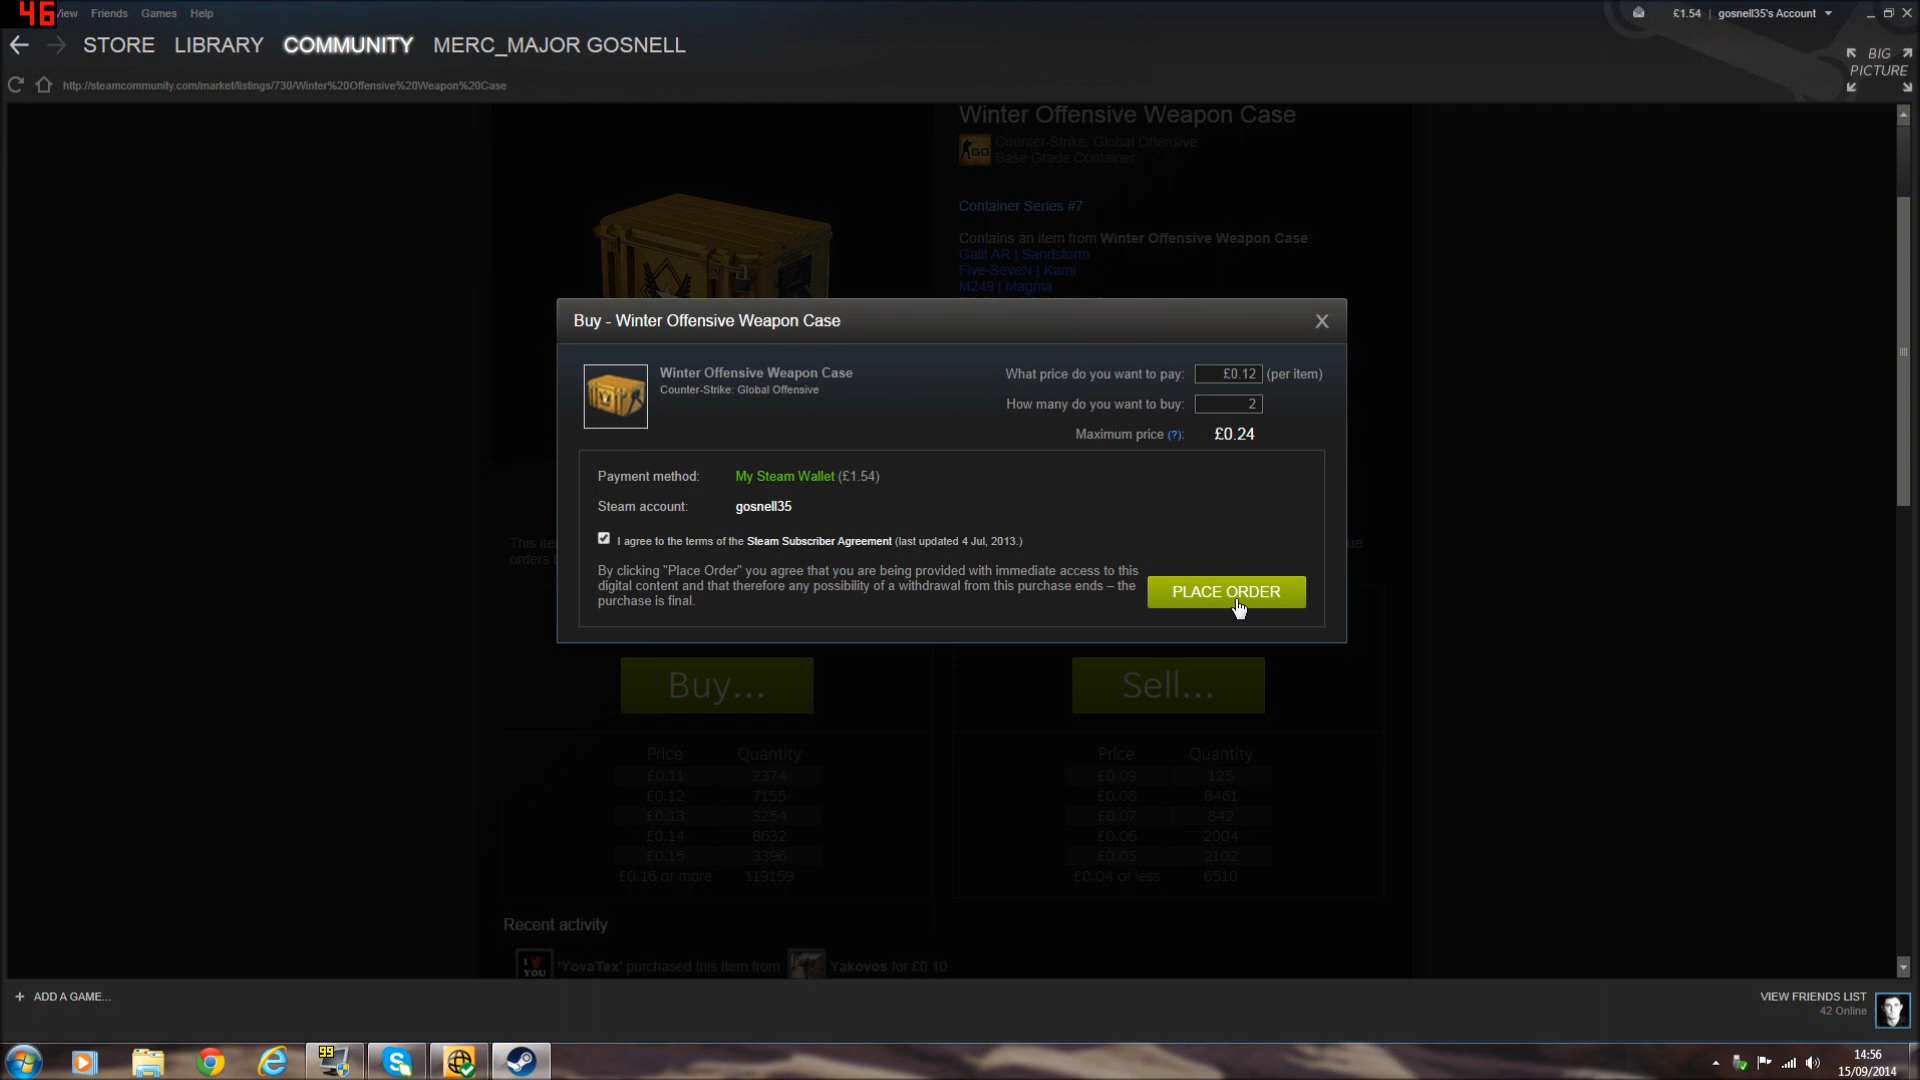 46
View Friends Games Help
£1.54 | gosnell35's Account
STORE LIBRARY COMMUNITY MERC_MAJOR GOSNELL
BIG
PICTURE
http://steamcommunity.com/market/listings/730/Winter%20Offensive%20Weapon%20Case
Winter Offensive Weapon Case
GO
Counter-Strike: Global Offensive
Base Grade Container
Container Series #7
Contains an item from Winter Offensive Weapon Case:
Galil AR | Sandstorm
Five-SeveN | Kami
M249 | Magma
Buy - Winter Offensive Weapon Case
X
Winter Offensive Weapon Case
Counter-Strike: Global Offensive
What price do you want to pay: £0.12 (per item)
How many do you want to buy: 2
Maximum price (?): £0.24
Payment method: My Steam Wallet (£1.54)
Steam account: gosnell35
I agree to the terms of the Steam Subscriber Agreement (last updated 4 Jul, 2013.)
By clicking "Place Order" you agree that you are being provided with immediate access to this
digital content and that therefore any possibility of a withdrawal from this purchase ends – the
purchase is final.
PLACE ORDER
Buy...
Sell...
Price Quantity
£0.11 2374
£0.12 7155
£0.13 3254
£0.14 8632
£0.15 3396
£0.16 or more 119159
Price Quantity
£0.09 125
£0.08 8461
£0.07 842
£0.06 2004
£0.05 2102
£0.04 or less 6510
Recent activity
I
YOU
'YovaTex' purchased this item from Yakovos for £0.10
+ ADD A GAME...
VIEW FRIENDS LIST
42 Online
99
14:56
15/09/2014